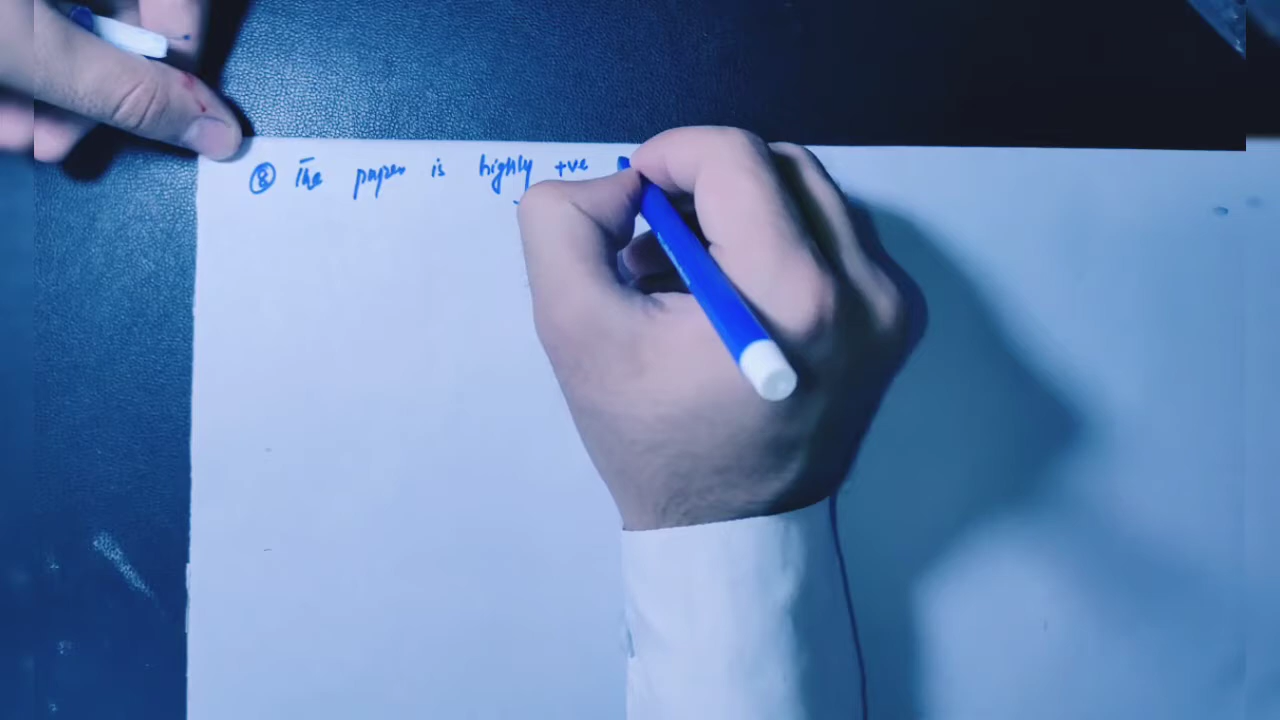 ⑧ The paper is highly +ve